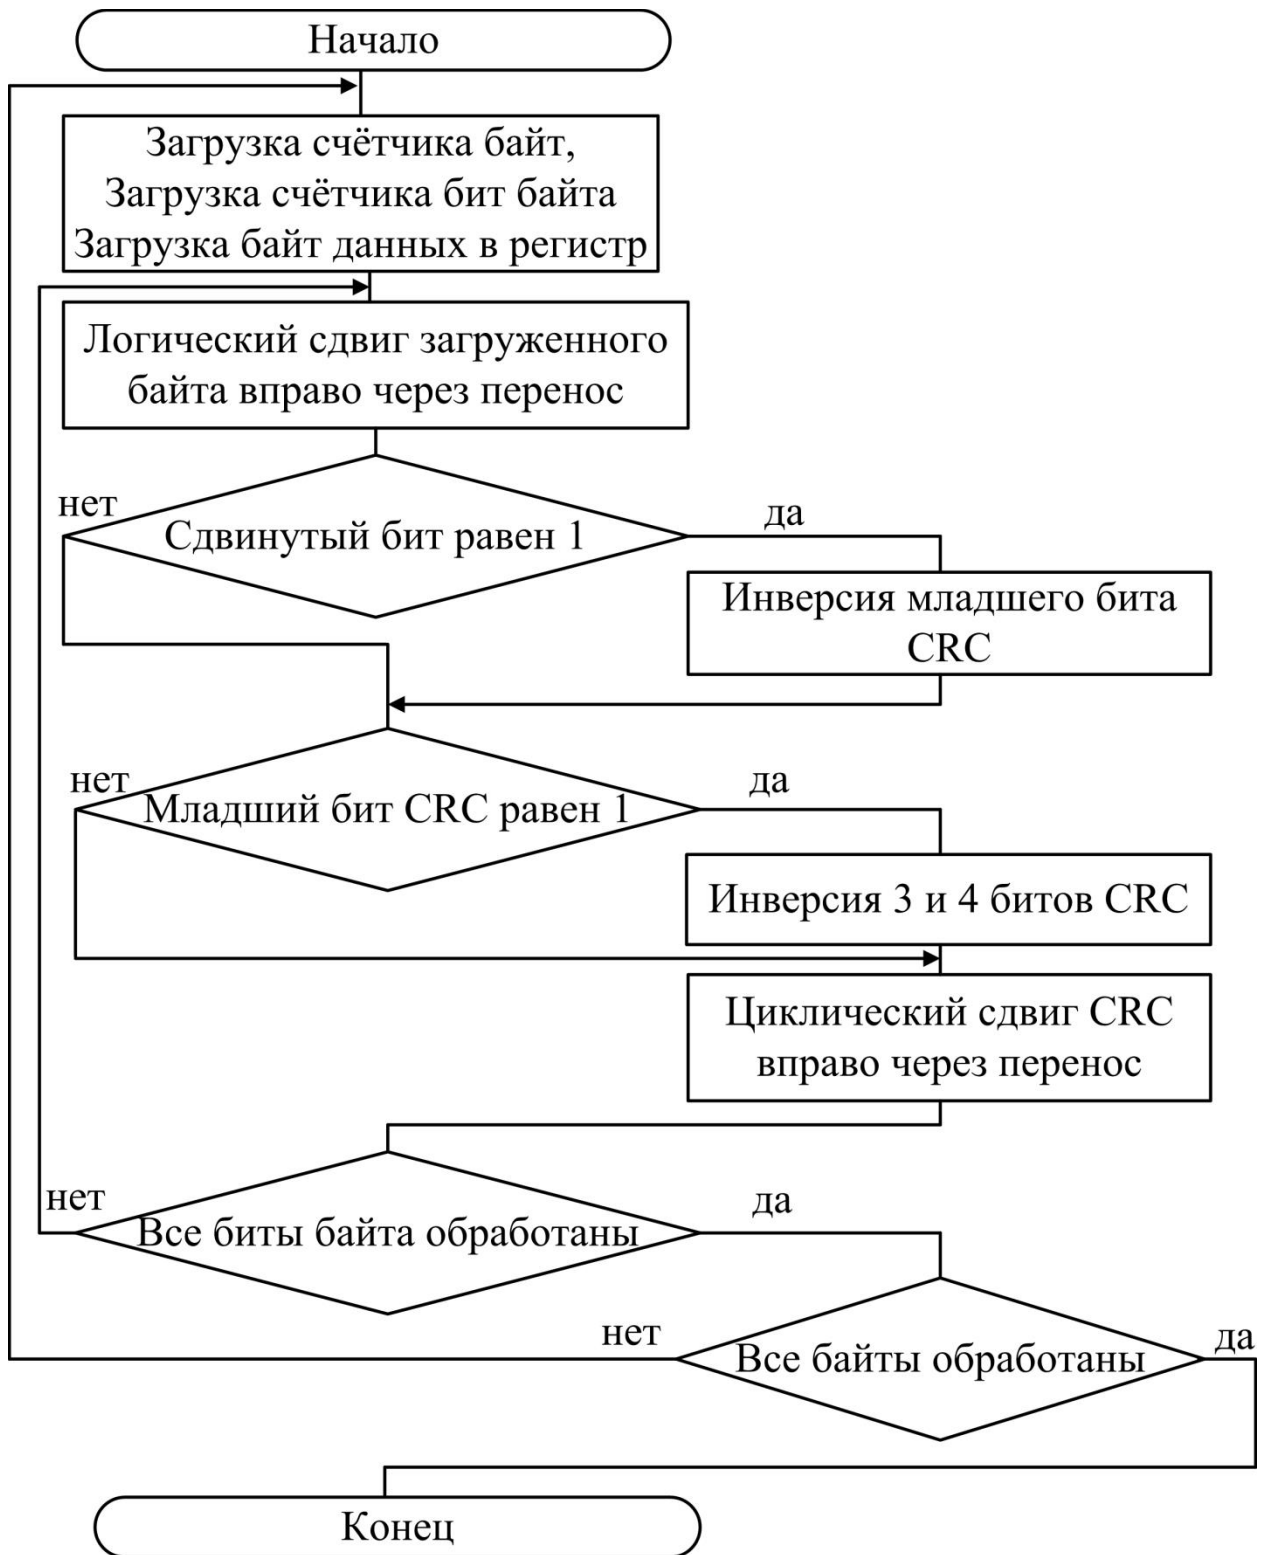 Начало
Загрузка счётчика байт,
Загрузка счётчика бит байта
Загрузка байт данных в регистр
Логический сдвиг загруженного
байта вправо через перенос
нет
да
Сдвинутый бит равен 1
Инверсия младшего бита
CRC
нет
да
Младший бит CRC равен 1
Инверсия 3 и 4 битов CRC
Циклический сдвиг CRC
вправо через перенос
нет
да
Все биты байта обработаны
нет
да
Все байты обработаны
Конец